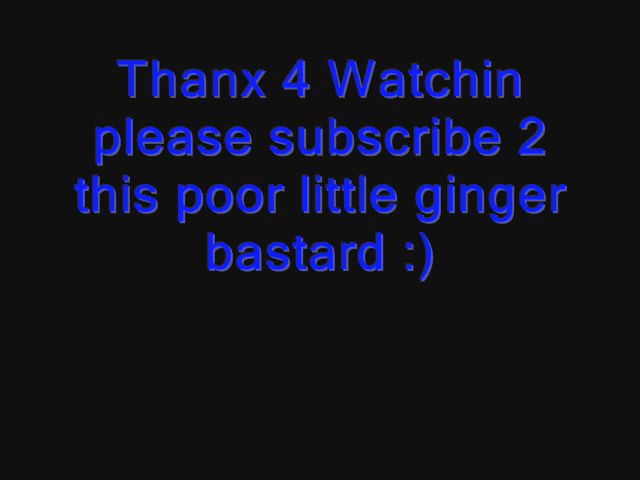 Thanx 4 Watchin
please subscribe 2
this poor little ginger
bastard :)